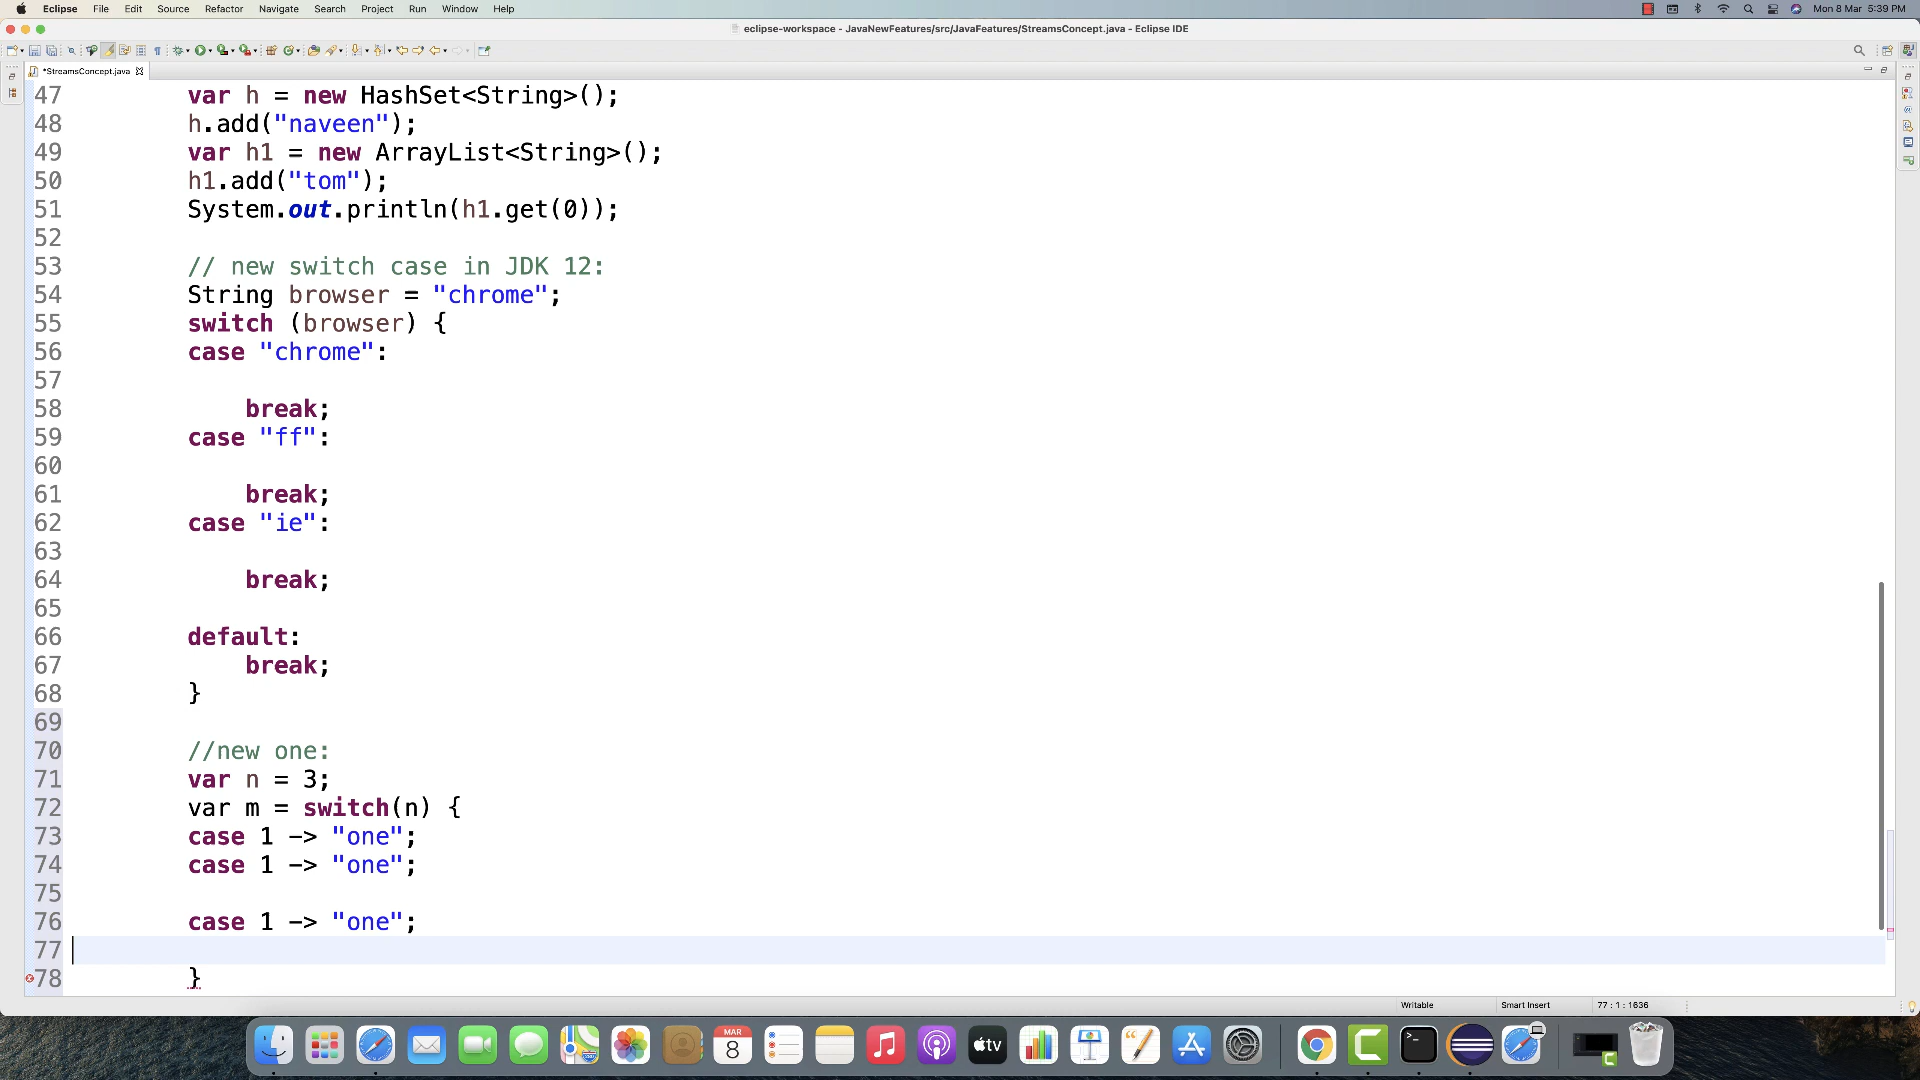 Eclipse File Edit Source Refactor Navigate Search Project Run Window Help Mon 8 Mar 5:39 PM
eclipse-workspace - JavaNewFeatures/src/JavaFeatures/StreamsConcept.java - Eclipse IDE
*StreamsConcept.java
47 var h = new HashSet<String>();
48 h.add("naveen");
49 var h1 = new ArrayList<String>();
50 h1.add("tom");
51 System.out.println(h1.get(0));
52
53 // new switch case in JDK 12:
54 String browser = "chrome";
55 switch (browser) {
56 case "chrome":
57
58 break;
59 case "ff":
60
61 break;
62 case "ie":
63
64 break;
65
66 default:
67 break;
68 }
69
70 //new one:
71 var n = 3;
72 var m = switch(n) {
73 case 1 -> "one";
74 case 1 -> "one";
75
76 case 1 -> "one";
77
78 }
Writable Smart Insert 77 : 1 : 1636
MAR
8
tv